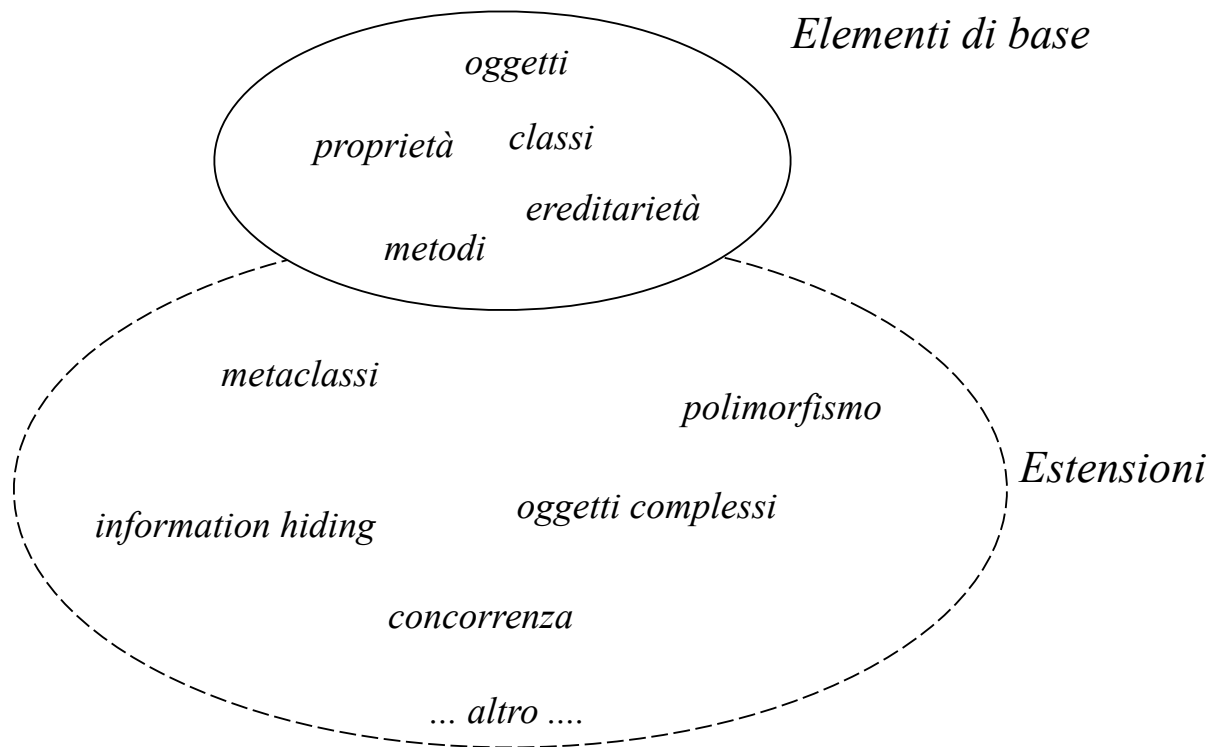 Elementi di base
oggetti
proprietà classi
ereditarietà
metodi
metaclassi
polimorfismo
Estensioni
information hiding oggetti complessi
concorrenza
... altro ....